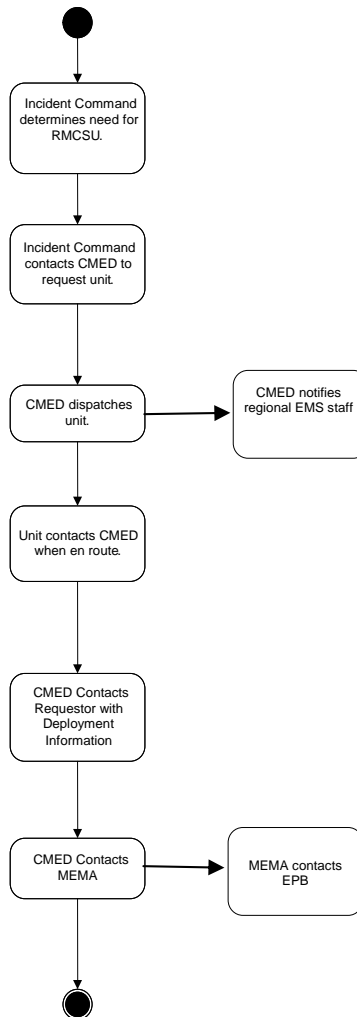 Incident Command
determines need for
RMCSU.
Incident Command
contacts CMED to
request unit.
CMED dispatches
unit.
CMED notifies
regional EMS staff
Unit contacts CMED
when en route.
CMED Contacts
Requestor with
Deployment
Information
CMED Contacts
MEMA
MEMA contacts
EPB